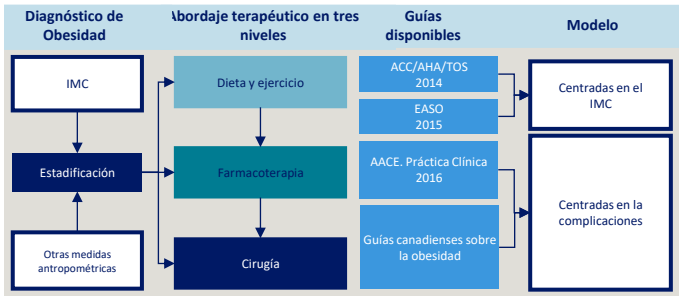 Diagnóstico de
Obesidad
Abordaje terapéutico en tres
niveles
Guías
disponibles
Modelo
IMC
Estadificación
Otras medidas
antropométricas
Dieta y ejercicio
Farmacoterapia
Cirugía
ACC/AHA/TOS
2014
EASO
2015
AACE. Práctica Clínica
2016
Guías canadienses sobre
la obesidad
Centradas en el
IMC
Centradas en la
complicaciones